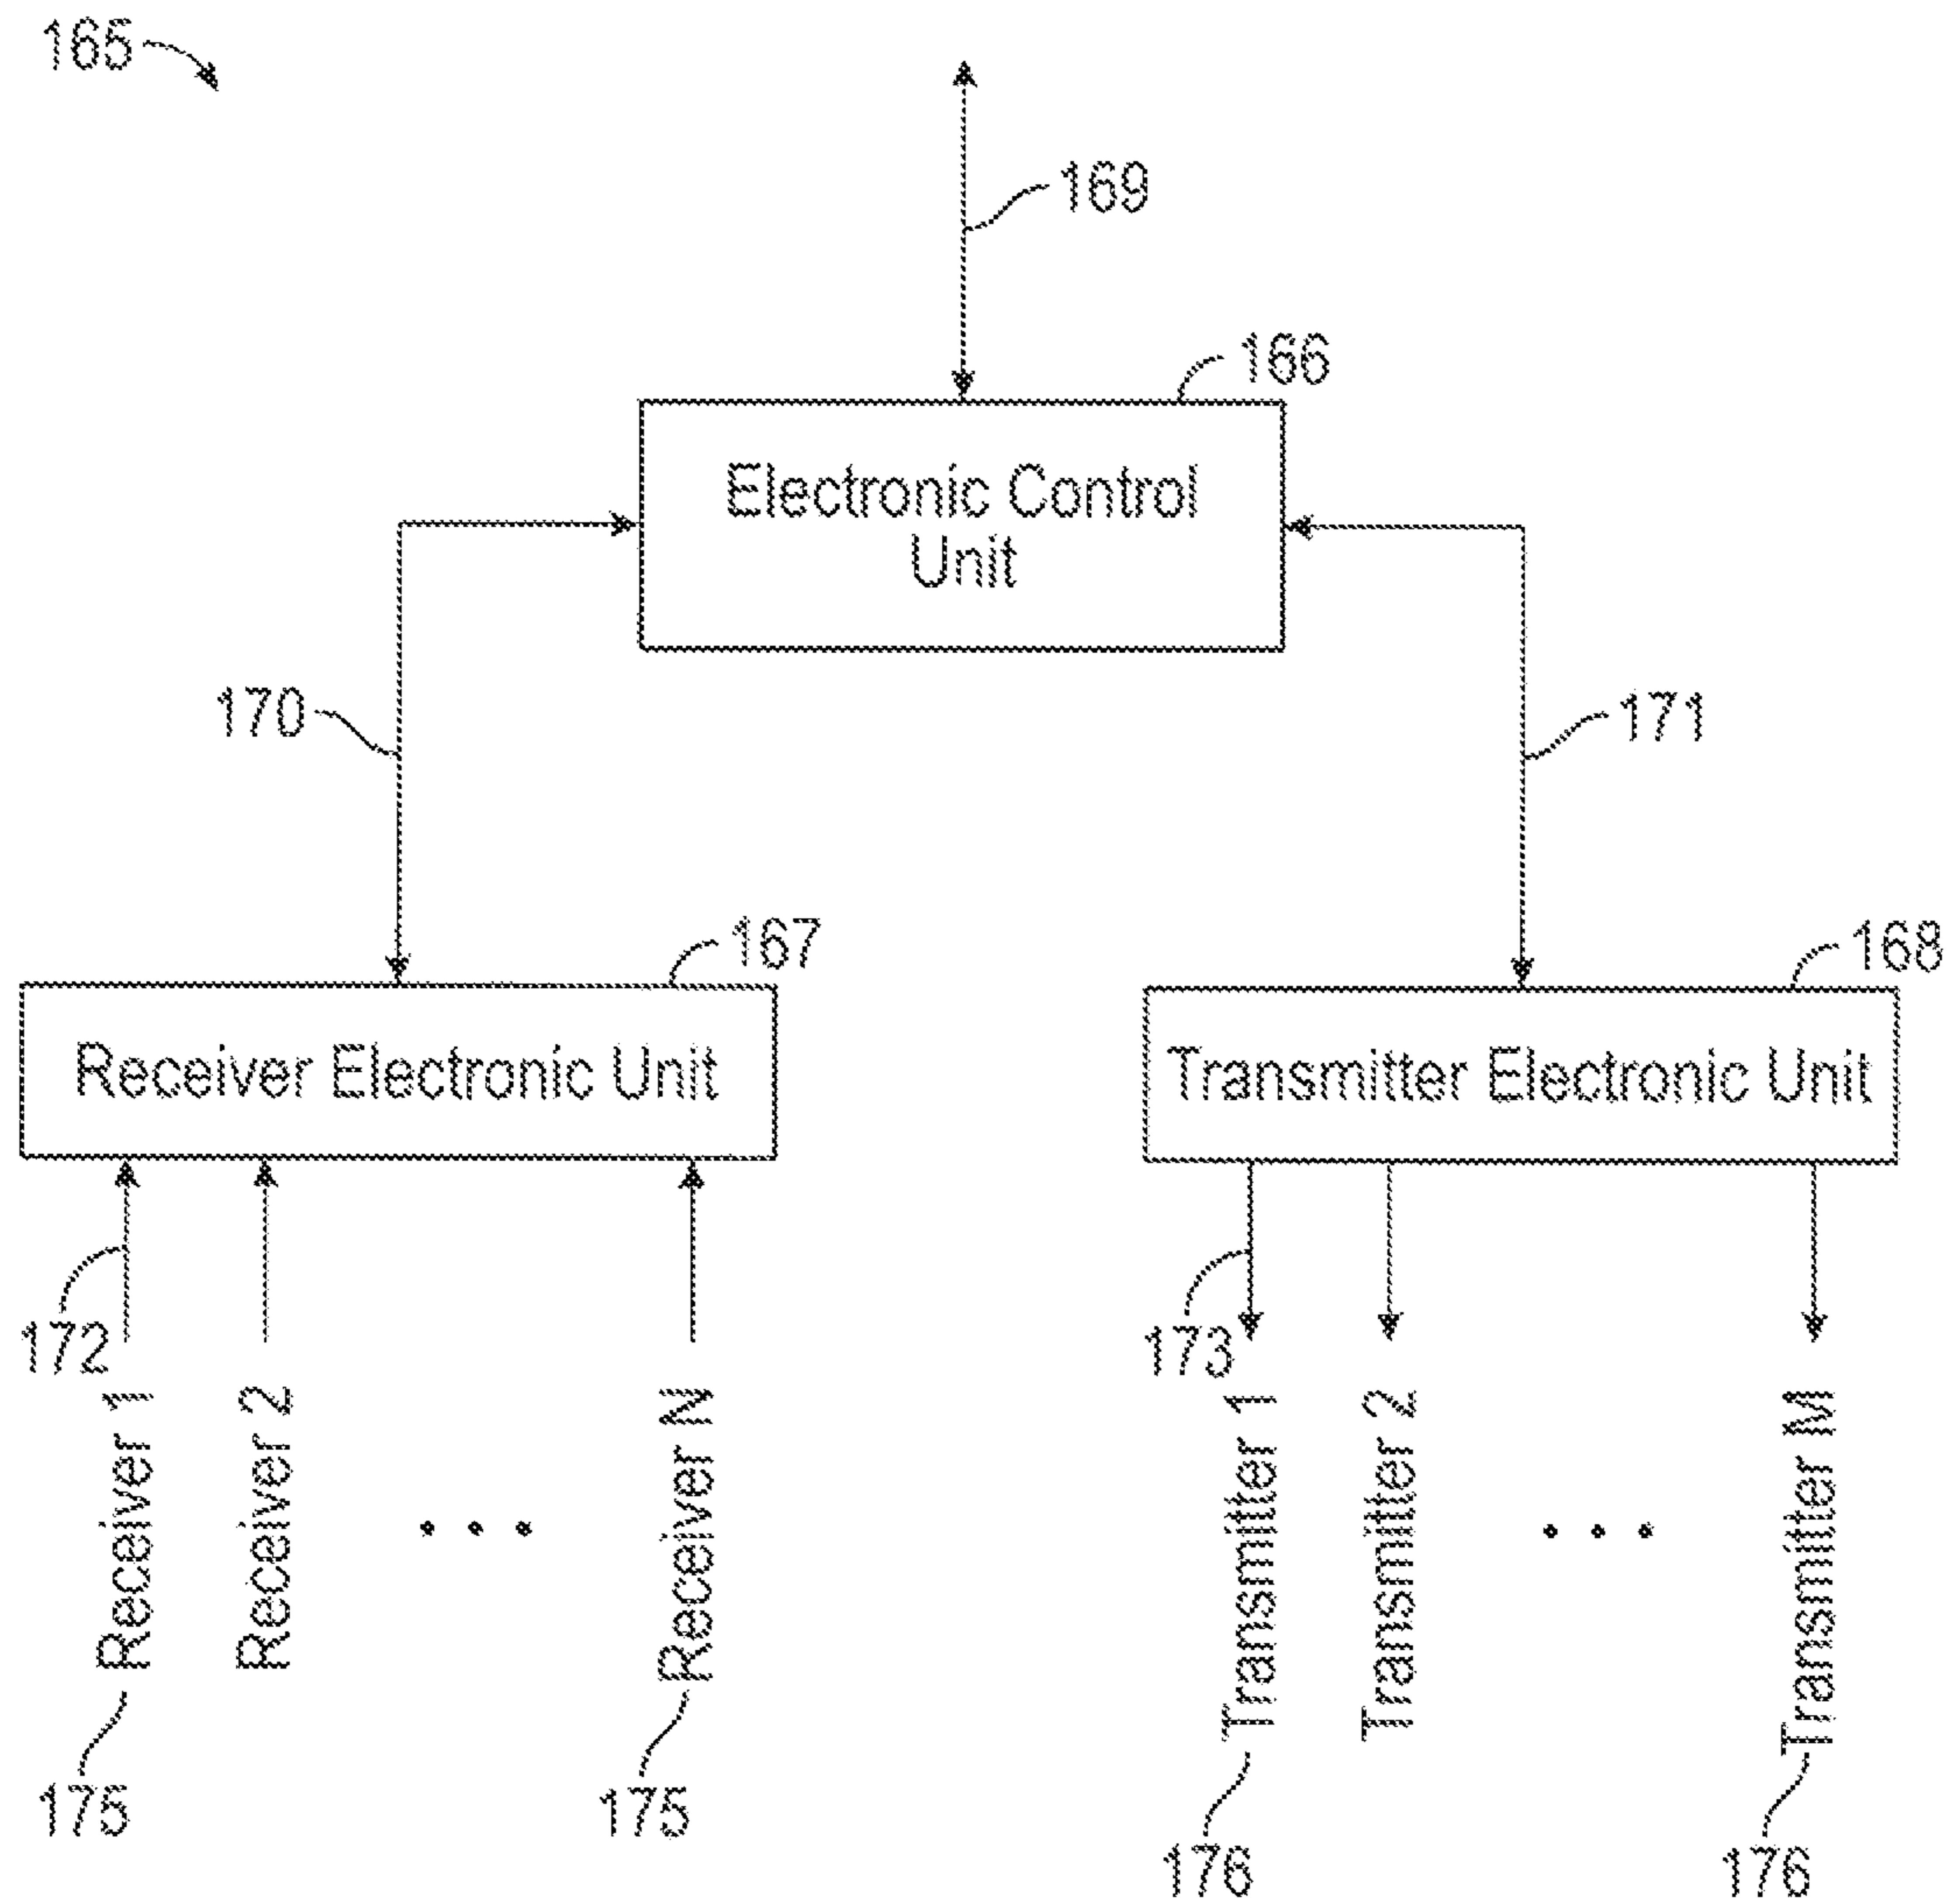 165
169
166
Electronic Control
Unit
170
171
167
168
Receiver Electronic Unit
Transmitter Electronic Unit
172
173
Receiver 1
Receiver 2
Receiver N
Transmitter 1
Transmitter 2
Transmitter M
175
175
176
176